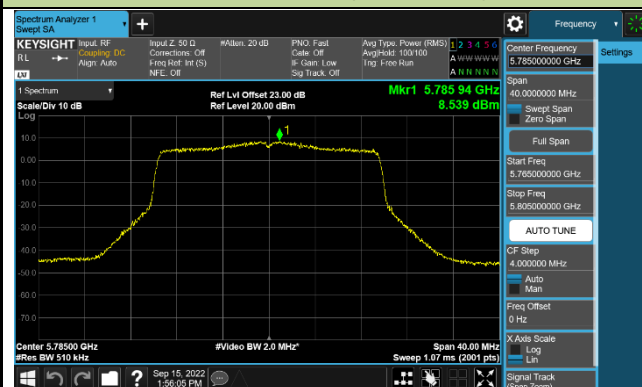 Spectrum Analyzer 1
Swept SA
Frequency
KEYSIGHT
RL
LXI
Input: RF
Coupling: DC
Align: Auto
Input Z: 50 Ω
Corrections: Off
Freq Ref: Int (S)
NFE: Off
#Atten: 20 dB
PNO: Fast
Gate: Off
IF Gain: Low
Sig Track: Off
Avg Type: Power (RMS)
Avg|Hold: 100/100
Trig: Free Run
1 2 3 4 5 6
A W W W W W
A N N N N N
1 Spectrum
Scale/Div 10 dB
Log
Ref Lvl Offset 23.00 dB
Ref Level 20.00 dBm
Mkr1 5.785 94 GHz
8.539 dBm
1
10.0
0.00
10.0
20.0
30.0
40.0
-50.0
60.0
70.0
Center 5.78500 GHz
#Res BW 510 kHz
#Video BW 2.0 MHz*
Span 40.00 MHz
Sweep 1.07 ms (2001 pts)
Center Frequency
5.785000000 GHz
Settings
Span
40.0000000 MHz
Swept Span
Zero Span
Full Span
Start Freq
5.765000000 GHz
Stop Freq
5.805000000 GHz
AUTO TUNE
CF Step
4.000000 MHz
Auto
Man
Freq Offset
0 Hz
X Axis Scale
Log
Lin
Signal Track
(Span Zoom)
Sep 15, 2022
1:56:05 PM